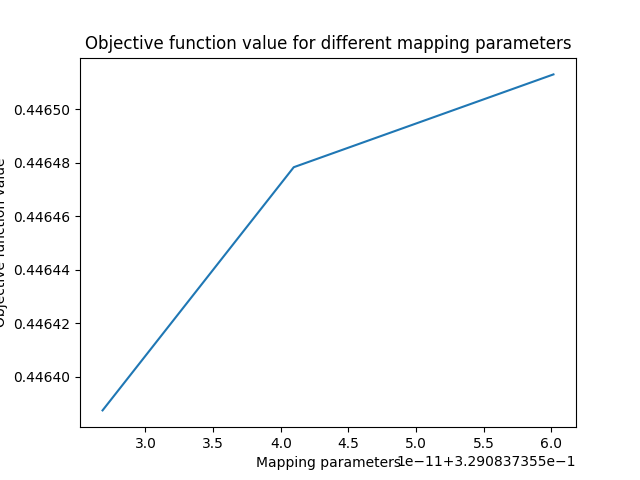 Objective function value for different mapping parameters
Objective function value
0.44650
0.44648
0.44646
0.44644
0.44642
0.44640
3.0 3.5 4.0 4.5 5.0 5.5 6.0
Mapping parameters
1e−11+3.290837355e−1